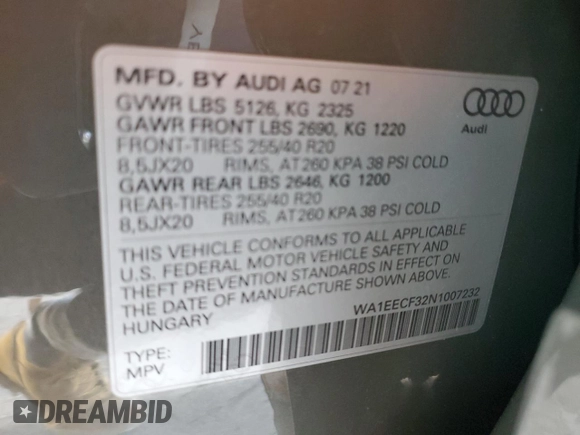 MFD. BY AUDI AG 07 21
GVWR LBS 5126, KG 2325
GAWR FRONT LBS 2690, KG 1220
FRONT-TIRES 255/40 R20
8,5JX20 RIMS, AT 260 KPA 38 PSI COLD
GAWR REAR LBS 2646, KG 1200
REAR-TIRES 255/40 R20
8,5JX20 RIMS, AT 260 KPA 38 PSI COLD
Audi
THIS VEHICLE CONFORMS TO ALL APPLICABLE
U.S. FEDERAL MOTOR VEHICLE SAFETY AND
THEFT PREVENTION STANDARDS IN EFFECT ON
THE DATE OF MANUFACTURE SHOWN ABOVE.
HUNGARY
WA1EECF32N1007232
TYPE:
MPV
DREAMBID